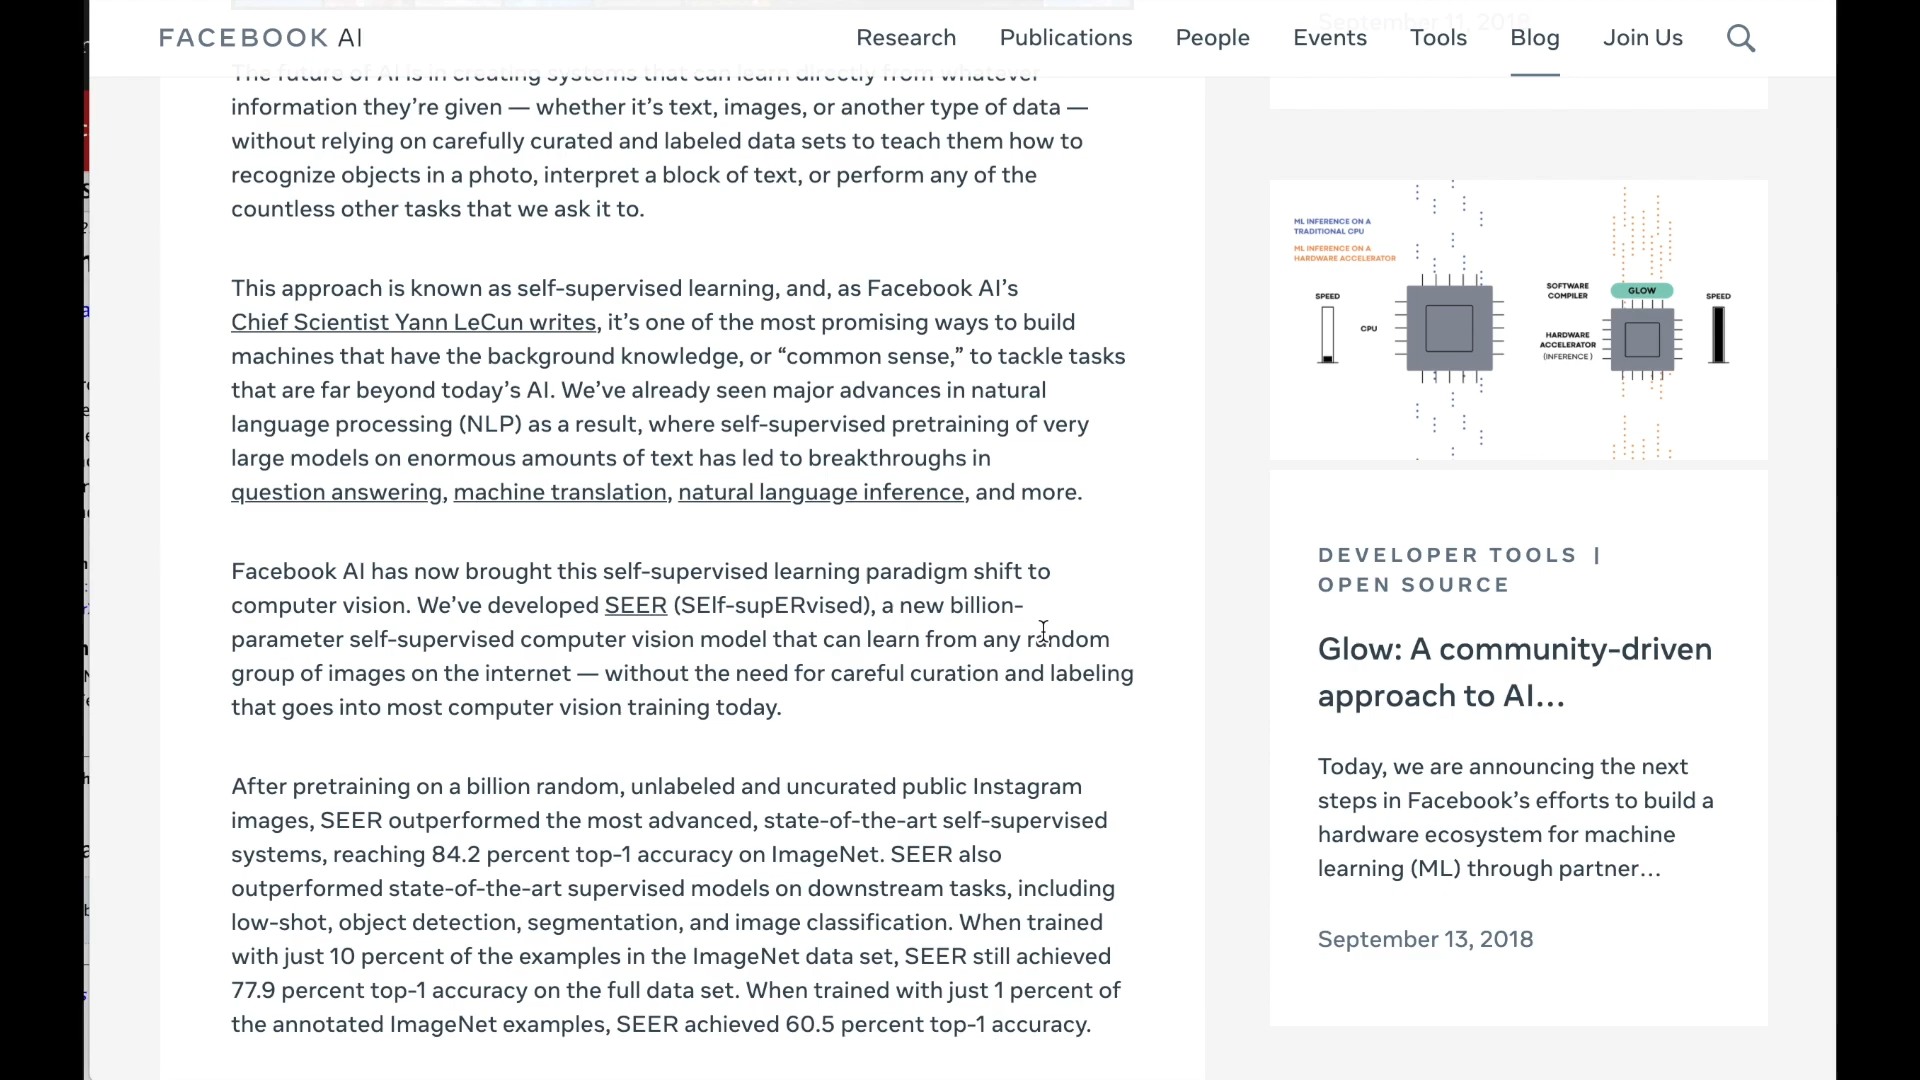 FACEBOOK AI
Research
Publications
People
Events
Tools
Blog
Join Us
September 11, 2018
The future of AI is in creating systems that can learn directly from whatever
information they’re given — whether it’s text, images, or another type of data —
without relying on carefully curated and labeled data sets to teach them how to
recognize objects in a photo, interpret a block of text, or perform any of the
countless other tasks that we ask it to.
This approach is known as self-supervised learning, and, as Facebook AI’s
Chief Scientist Yann LeCun writes, it’s one of the most promising ways to build
machines that have the background knowledge, or “common sense,” to tackle tasks
that are far beyond today’s AI. We’ve already seen major advances in natural
language processing (NLP) as a result, where self-supervised pretraining of very
large models on enormous amounts of text has led to breakthroughs in
question answering, machine translation, natural language inference, and more.
Facebook AI has now brought this self-supervised learning paradigm shift to
computer vision. We’ve developed SEER (SElf-supERvised), a new billion-
parameter self-supervised computer vision model that can learn from any random
group of images on the internet — without the need for careful curation and labeling
that goes into most computer vision training today.
After pretraining on a billion random, unlabeled and uncurated public Instagram
images, SEER outperformed the most advanced, state-of-the-art self-supervised
systems, reaching 84.2 percent top-1 accuracy on ImageNet. SEER also
outperformed state-of-the-art supervised models on downstream tasks, including
low-shot, object detection, segmentation, and image classification. When trained
with just 10 percent of the examples in the ImageNet data set, SEER still achieved
77.9 percent top-1 accuracy on the full data set. When trained with just 1 percent of
the annotated ImageNet examples, SEER achieved 60.5 percent top-1 accuracy.
ML INFERENCE ON A
TRADITIONAL CPU
ML INFERENCE ON A
HARDWARE ACCELERATOR
SPEED
CPU
SOFTWARE
COMPILER
GLOW
HARDWARE
ACCELERATOR
(INFERENCE)
SPEED
DEVELOPER TOOLS |
OPEN SOURCE
Glow: A community-driven
approach to AI...
Today, we are announcing the next
steps in Facebook’s efforts to build a
hardware ecosystem for machine
learning (ML) through partner...
September 13, 2018